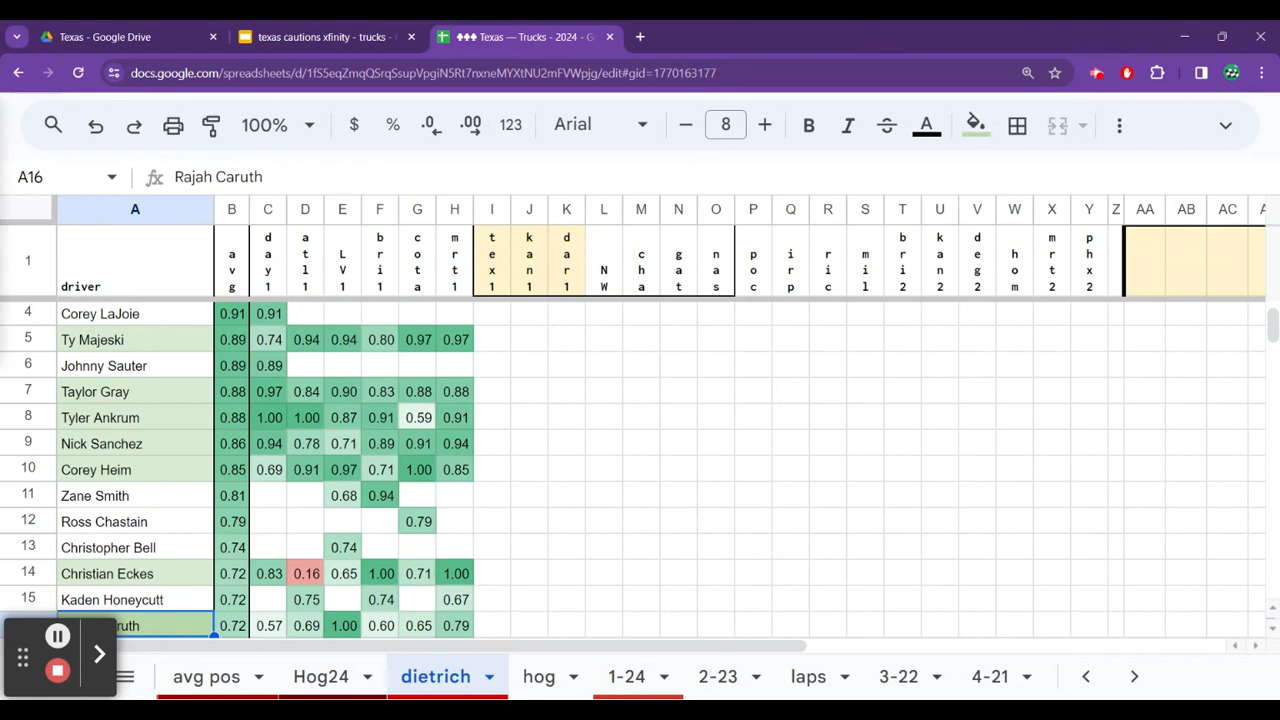 Texas - Google Drive
texas cautions xfinity - trucks -
♦♦♦ Texas — Trucks - 2024 - G
docs.google.com/spreadsheets/d/1fS5eqZmqQSrqSsupVpgiN5Rt7nxneMYXtNU2mFVWpjg/edit#gid=1770163177
100% $ % .0 .00 123 Arial 8 B I S A
A16 fx Rajah Caruth
A B C D E F G H I J K L M N O P Q R S T U V W X Y Z AA AB AC
1 driver avg day1 atl1 LV1 bri1 cota mrt1 tex1 kan1 dar1 NW cha gat nas poc irp ric mil bri2 kan2 deg2 hom mrt2 phx2
4 Corey LaJoie 0.91 0.91
5 Ty Majeski 0.89 0.74 0.94 0.94 0.80 0.97 0.97
6 Johnny Sauter 0.89 0.89
7 Taylor Gray 0.88 0.97 0.84 0.90 0.83 0.88 0.88
8 Tyler Ankrum 0.88 1.00 1.00 0.87 0.91 0.59 0.91
9 Nick Sanchez 0.86 0.94 0.78 0.71 0.89 0.91 0.94
10 Corey Heim 0.85 0.69 0.91 0.97 0.71 1.00 0.85
11 Zane Smith 0.81 0.68 0.94
12 Ross Chastain 0.79 0.79
13 Christopher Bell 0.74 0.74
14 Christian Eckes 0.72 0.83 0.16 0.65 1.00 0.71 1.00
15 Kaden Honeycutt 0.72 0.75 0.74 0.67
ruth 0.72 0.57 0.69 1.00 0.60 0.65 0.79
avg pos Hog24 dietrich hog 1-24 2-23 laps 3-22 4-21